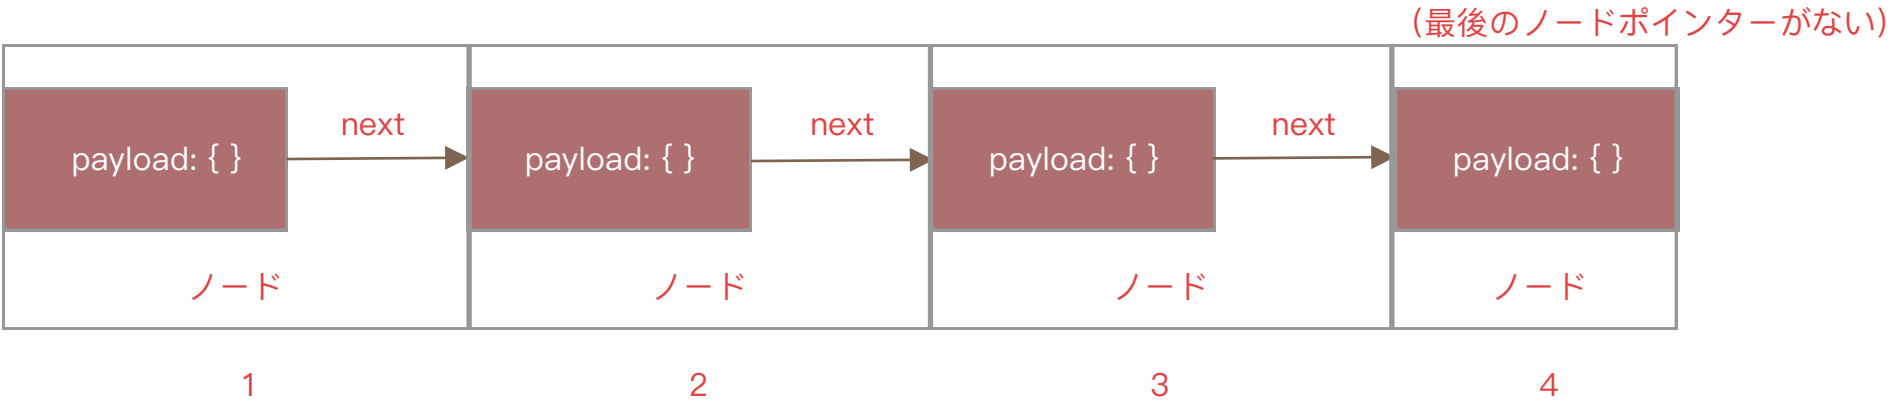 (最後のノードポインターがない)
next
next
next
payload: { }
payload: { }
payload: { }
payload: { }
ノード
ノード
ノード
ノード
1
2
3
4